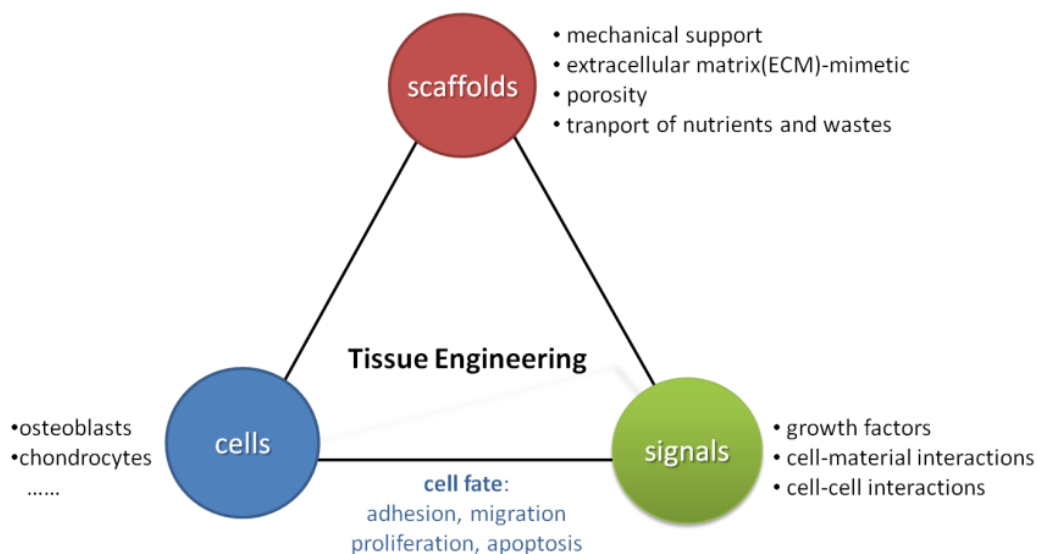 scaffolds
• mechanical support
• extracellular matrix(ECM)-mimetic
• porosity
• tranport of nutrients and wastes
Tissue Engineering
•osteoblasts
•chondrocytes
......
cells
signals
• growth factors
• cell-material interactions
• cell-cell interactions
cell fate:
adhesion, migration
proliferation, apoptosis